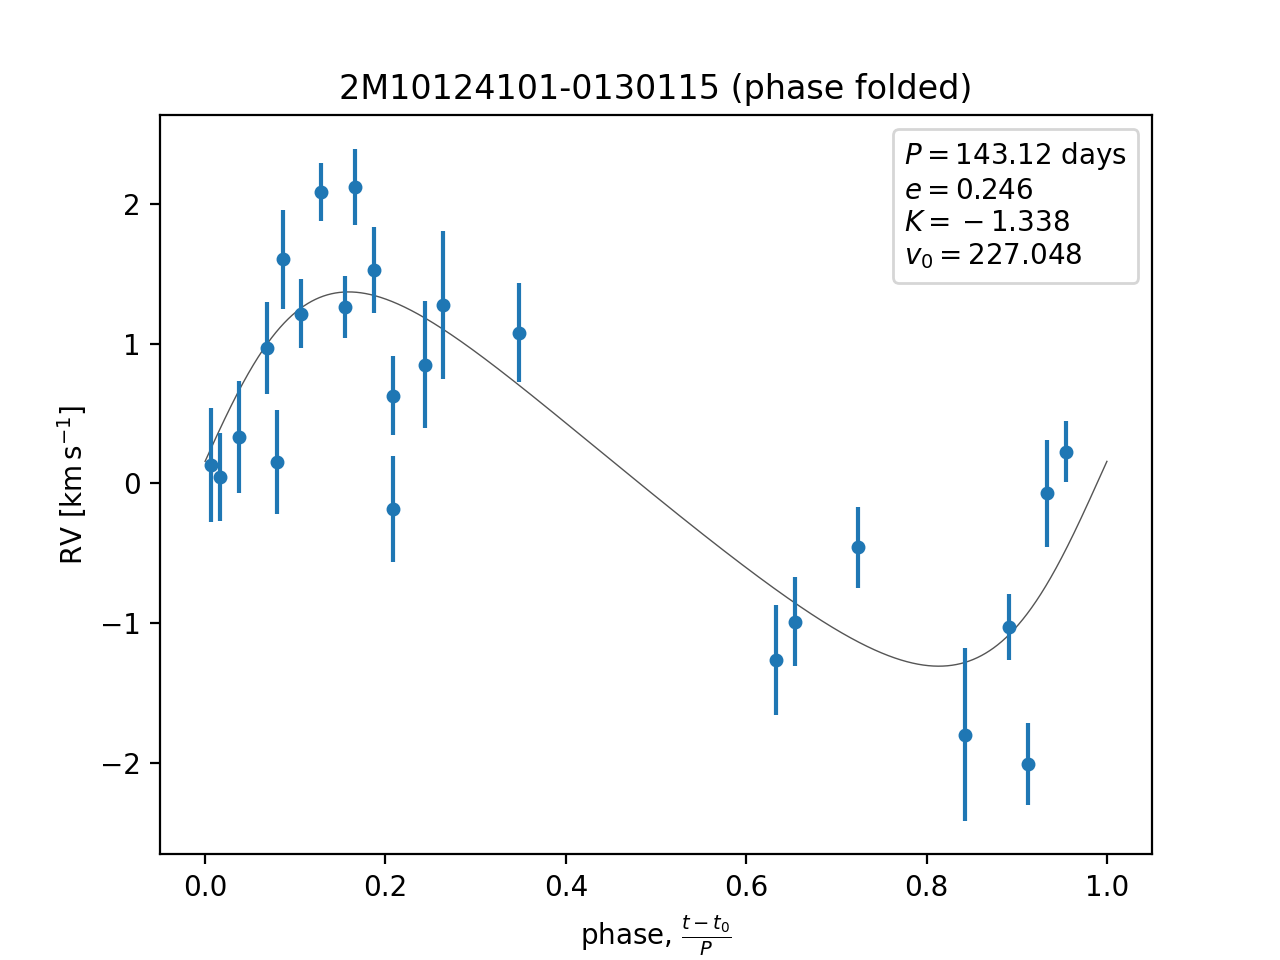 2M10124101-0130115 (phase folded)
P = 143.12 days
e = 0.246
K = −1.338
v₀ = 227.048
2
1
0
−1
−2
RV [km s⁻¹]
0.0 0.2 0.4 0.6 0.8 1.0
phase, (t − t₀)/P